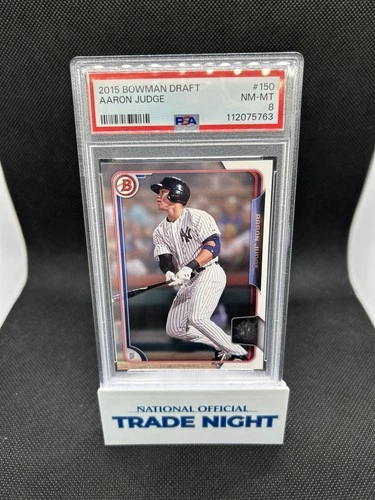 2015 BOWMAN DRAFT #150
AARON JUDGE NM-MT
8
PSA 112075763
B
AARON JUDGE
NY
NATIONAL OFFICIAL
TRADE NIGHT